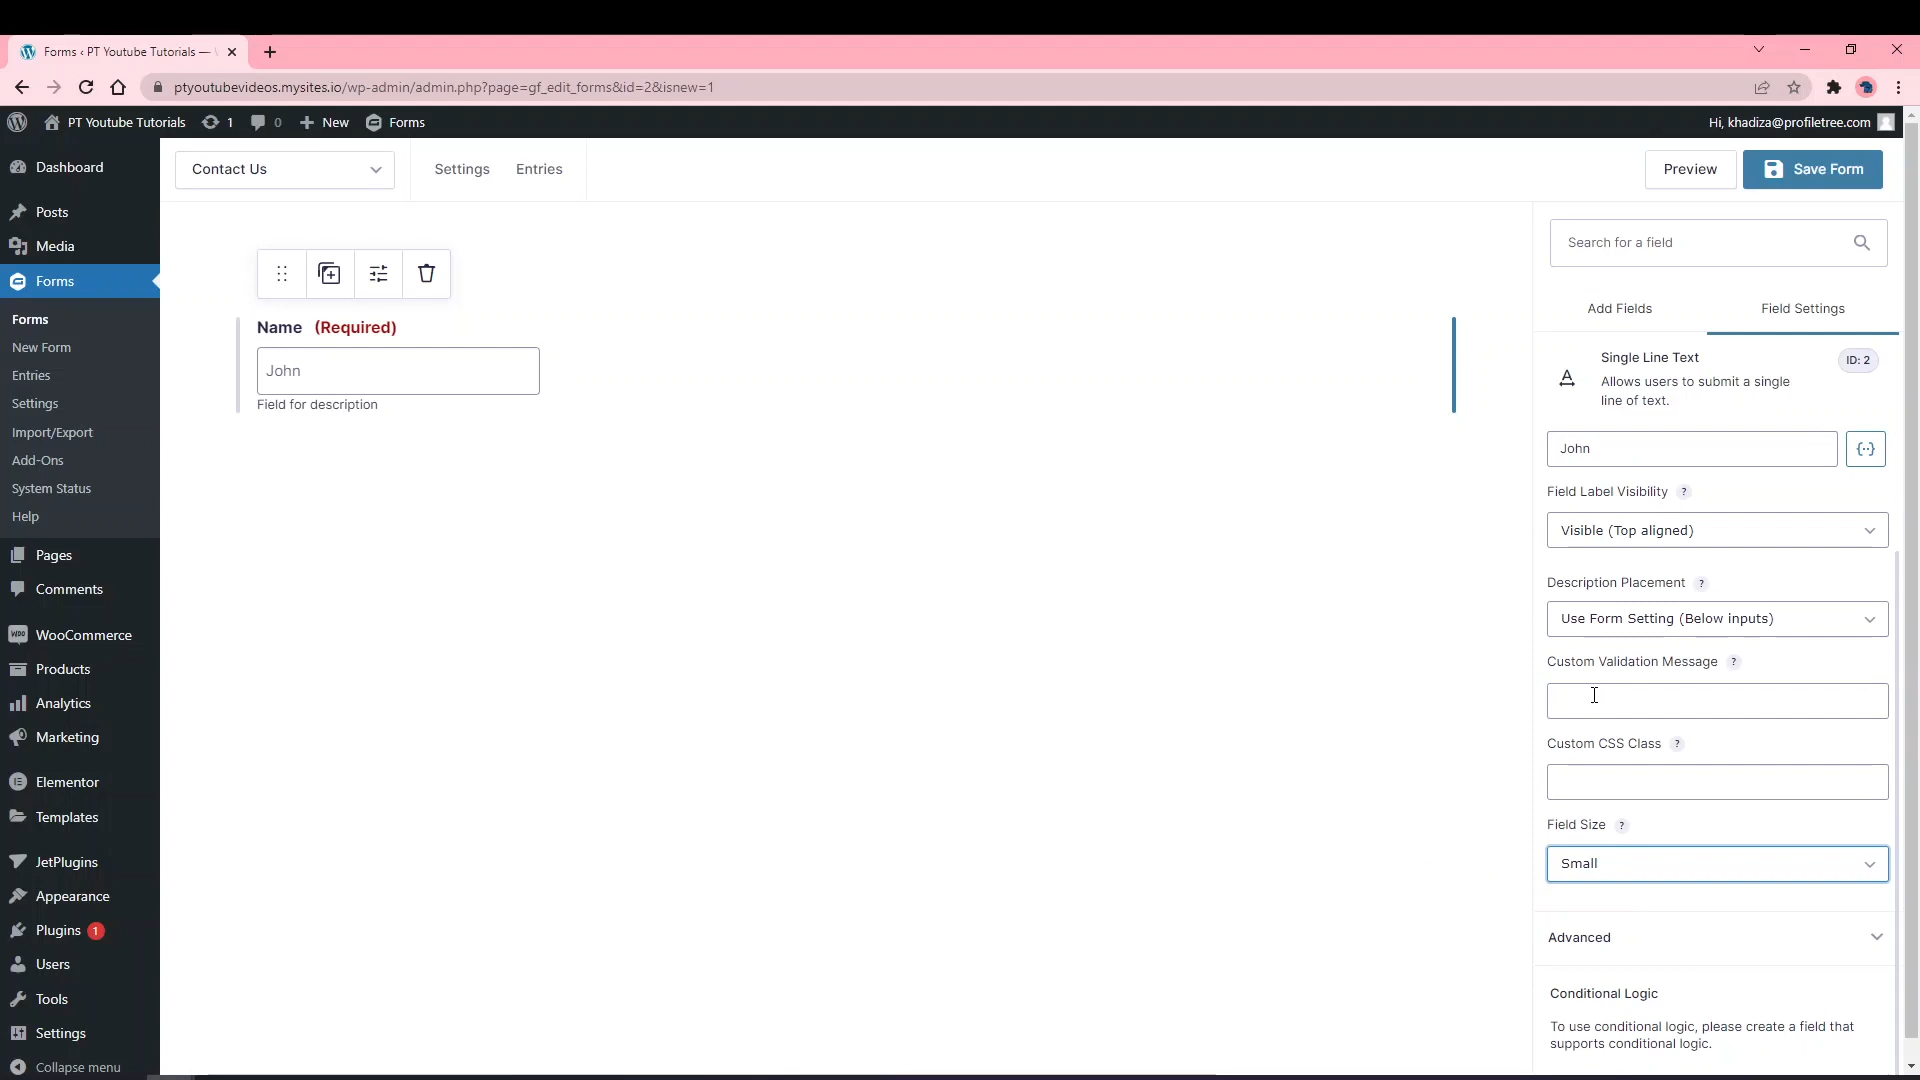 Forms ‹ PT Youtube Tutorials —
ptyoutubevideos.mysites.io/wp-admin/admin.php?page=gf_edit_forms&id=2&isnew=1
PT Youtube Tutorials 1 0 New Forms Hi, khadiza@profiletree.com
Dashboard
Posts
Media
Forms
Forms
New Form
Entries
Settings
Import/Export
Add-Ons
System Status
Help
Pages
Comments
WOO WooCommerce
Products
Analytics
Marketing
Elementor
Templates
JetPlugins
Appearance
Plugins 1
Users
Tools
Settings
Collapse menu
Contact Us Settings Entries Preview Save Form
Name (Required)
John
Field for description
Search for a field
Add Fields Field Settings
Single Line Text ID: 2
Allows users to submit a single
line of text.
John
Field Label Visibility ?
Visible (Top aligned)
Description Placement ?
Use Form Setting (Below inputs)
Custom Validation Message ?
Custom CSS Class ?
Field Size ?
Small
Advanced
Conditional Logic
To use conditional logic, please create a field that
supports conditional logic.